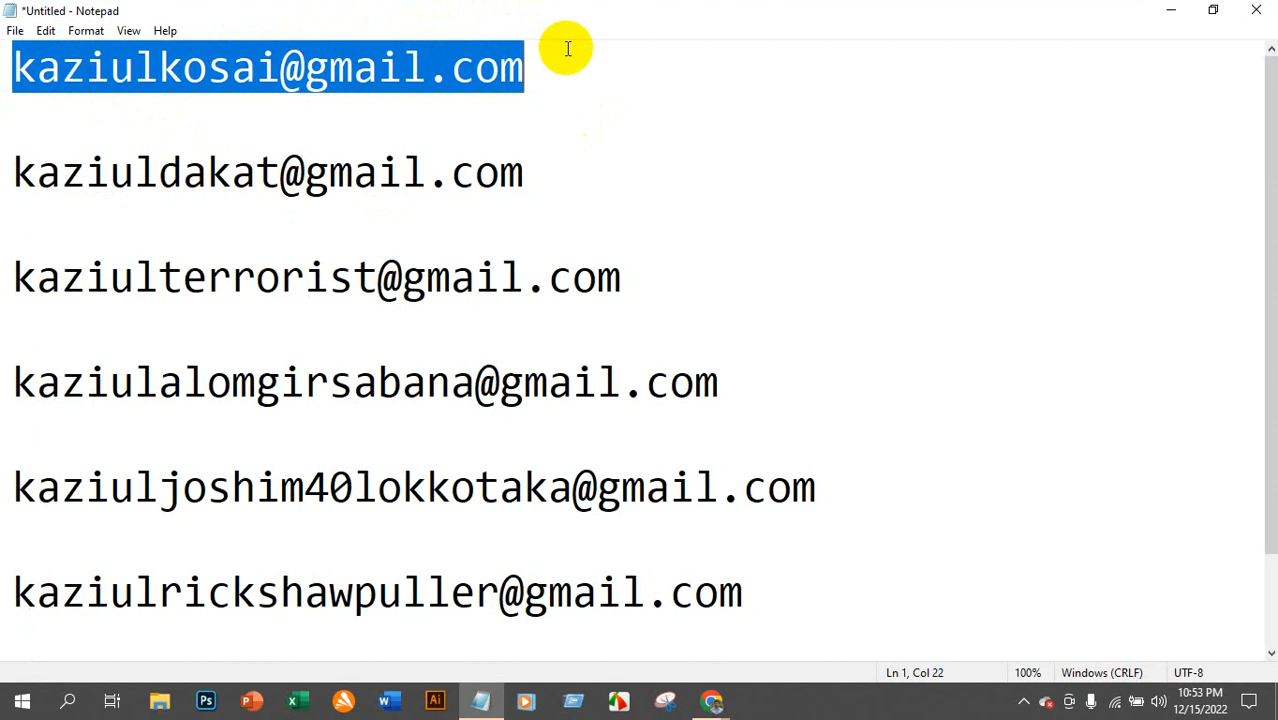 *Untitled - Notepad
File Edit Format View Help
kaziulkosai@gmail.com
kaziuldakat@gmail.com
kaziulterrorist@gmail.com
kaziulalomgirsabana@gmail.com
kaziuljoshim40lokkotaka@gmail.com
kaziulrickshawpuller@gmail.com
Ln 1, Col 22 100% Windows (CRLF) UTF-8
Ps Ai
10:53 PM
12/15/2022